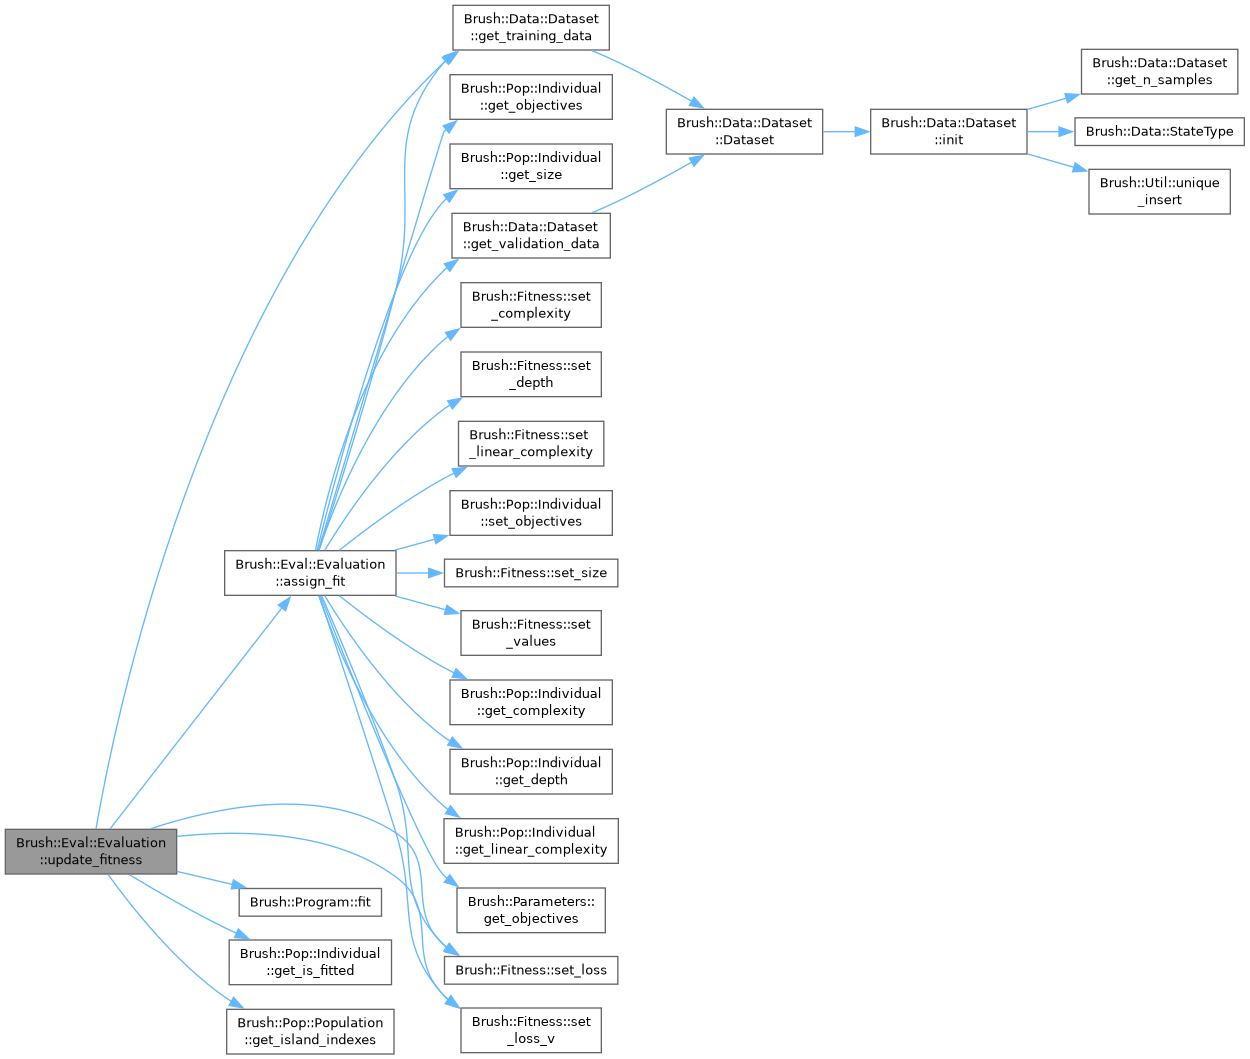 Brush::Eval::Evaluation
::update_fitness
Brush::Eval::Evaluation
::assign_fit
Brush::Program::fit
Brush::Pop::Individual
::get_is_fitted
Brush::Pop::Population
::get_island_indexes
Brush::Data::Dataset
::get_training_data
Brush::Pop::Individual
::get_objectives
Brush::Pop::Individual
::get_size
Brush::Data::Dataset
::get_validation_data
Brush::Fitness::set
_complexity
Brush::Fitness::set
_depth
Brush::Fitness::set
_linear_complexity
Brush::Pop::Individual
::set_objectives
Brush::Fitness::set_size
Brush::Fitness::set
_values
Brush::Pop::Individual
::get_complexity
Brush::Pop::Individual
::get_depth
Brush::Pop::Individual
::get_linear_complexity
Brush::Parameters::
get_objectives
Brush::Fitness::set_loss
Brush::Fitness::set
_loss_v
Brush::Data::Dataset
::Dataset
Brush::Data::Dataset
::init
Brush::Data::Dataset
::get_n_samples
Brush::Data::StateType
Brush::Util::unique
_insert